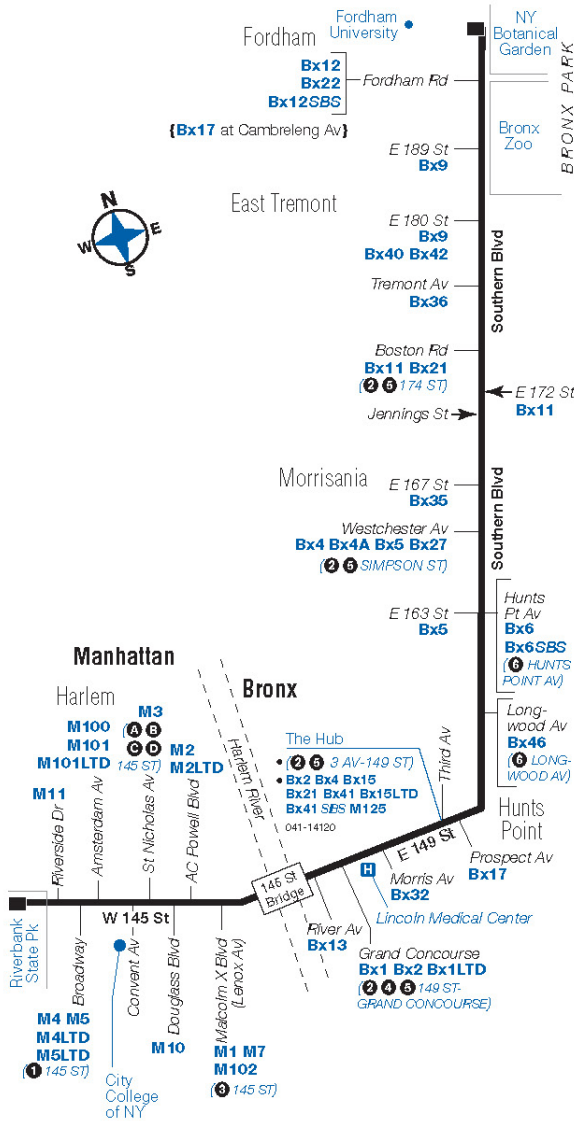 Fordham
University
NY
Botanical
Garden
BRONX PARK
Fordham
Bx12
Bx22
Bx12SBS
Fordham Rd
{Bx17 at Cambreleng Av}
Bronx
Zoo
E 189 St
Bx9
N
E
W
S
East Tremont
E 180 St
Bx9
Bx40 Bx42
Southern Blvd
Tremont Av
Bx36
Boston Rd
Bx11 Bx21
(2 5 174 ST)
E 172 St
Bx11
Jennings St
Morrisania
E 167 St
Bx35
Southern Blvd
Westchester Av
Bx4 Bx4A Bx5 Bx27
(2 5 SIMPSON ST)
E 163 St
Bx5
Hunts
Pt Av
Bx6
Bx6SBS
(6 HUNTS
POINT AV)
Manhattan
Bronx
Harlem River
Harlem
M100
M101
M101LTD
M3
A B
C D
145 ST)
M2
M2LTD
M11
The Hub
• (2 5 3 AV-149 ST)
• Bx2 Bx4 Bx15
Bx21 Bx41 Bx15LTD
Bx41 SBS M125
041-14120
Third Av
Long-
wood Av
Bx46
(6 LONG-
WOOD AV)
Hunts
Point
Riverside Dr
Amsterdam Av
St Nicholas Av
AC Powell Blvd
145 St
Bridge
E 149 St
Prospect Av
Bx17
Morris Av
Bx32
H
Lincoln Medical Center
W 145 St
Riverbank
State Pk
Broadway
Convent Av
Douglass Blvd
Malcolm X Blvd
(Lenox Av)
River Av
Bx13
Grand Concourse
Bx1 Bx2 Bx1LTD
(2 4 5 149 ST-
GRAND CONCOURSE)
M4 M5
M4LTD
M5LTD
(1 145 ST)
City
College
of NY
M10
M1 M7
M102
(3 145 ST)